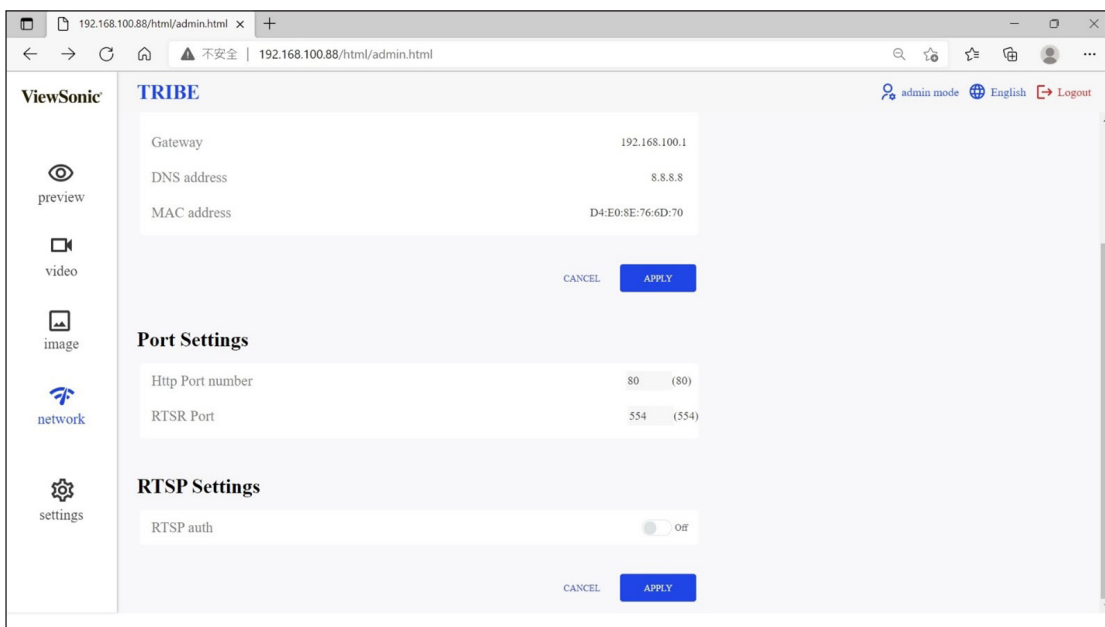 192.168.100.88/html/admin.html
不安全 | 192.168.100.88/html/admin.html
ViewSonic
TRIBE
admin mode English Logout
Gateway 192.168.100.1
DNS address 8.8.8.8
MAC address D4:E0:8E:76:6D:70
preview
video
image
network
settings
CANCEL APPLY
Port Settings
Http Port number 80 (80)
RTSR Port 554 (554)
RTSP Settings
RTSP auth Off
CANCEL APPLY